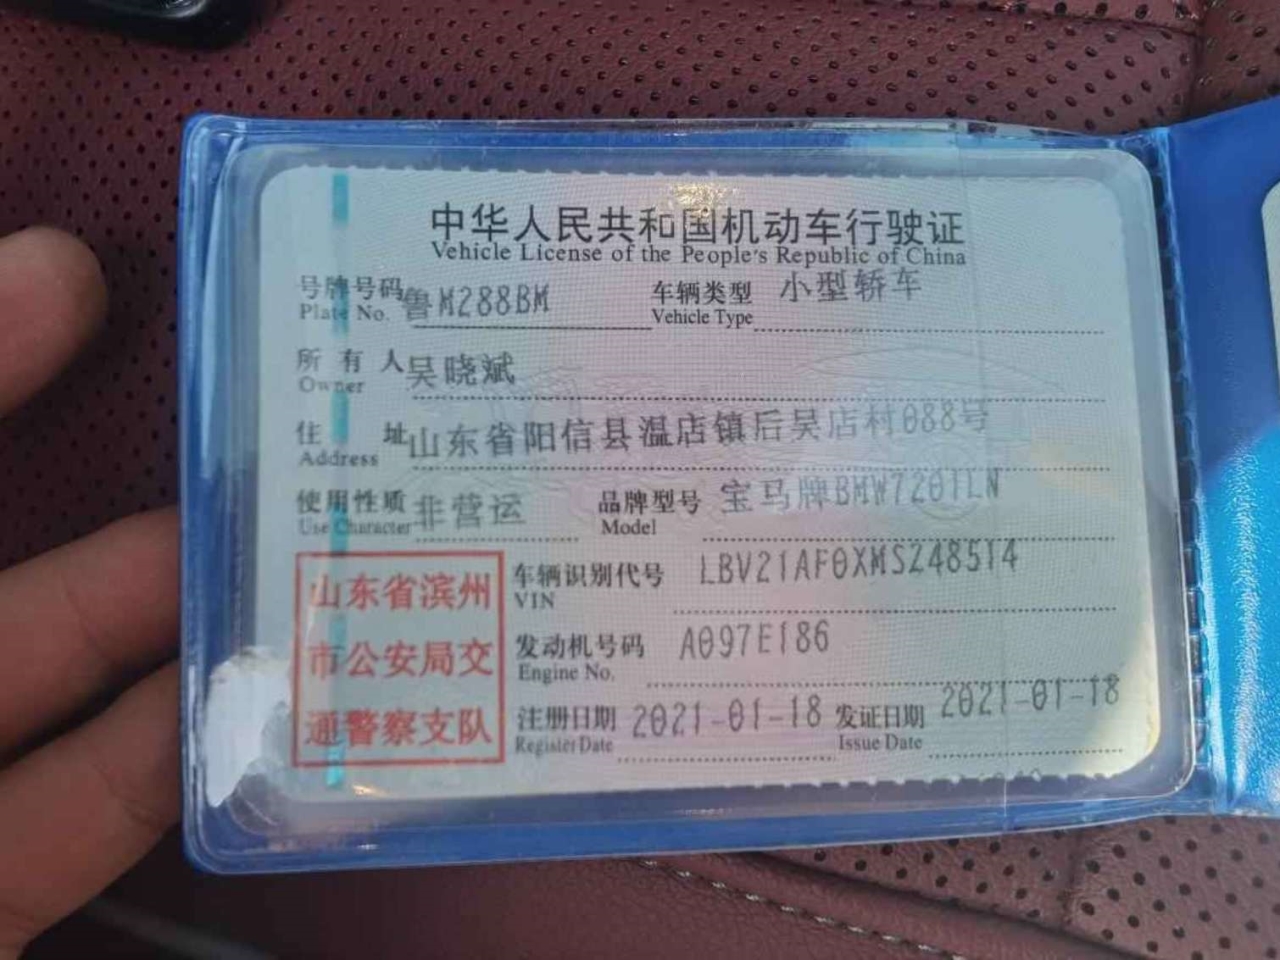 中华人民共和国机动车行驶证
Vehicle License of the People's Republic of China
号牌号码 鲁M288BM 车辆类型 小型轿车
Plate No. Vehicle Type
所有人 吴晓斌
Owner
住址 山东省阳信县温店镇后吴店村088号
Address
使用性质 非营运 品牌型号 宝马牌BMW7201LN
Use Character Model
山东省滨州
市公安局交
通警察支队
车辆识别代号 LBV21AF0XMS248514
VIN
发动机号码 A097E186
Engine No.
注册日期 2021-01-18 发证日期 2021-01-18
Register Date Issue Date